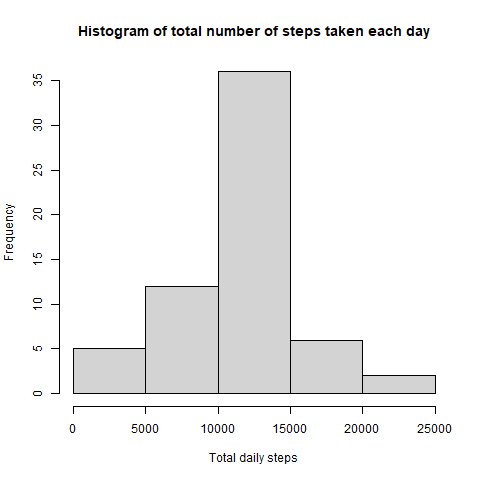 Histogram of total number of steps taken each day
Frequency
35
30
25
20
15
10
5
0
0 5000 10000 15000 20000 25000
Total daily steps